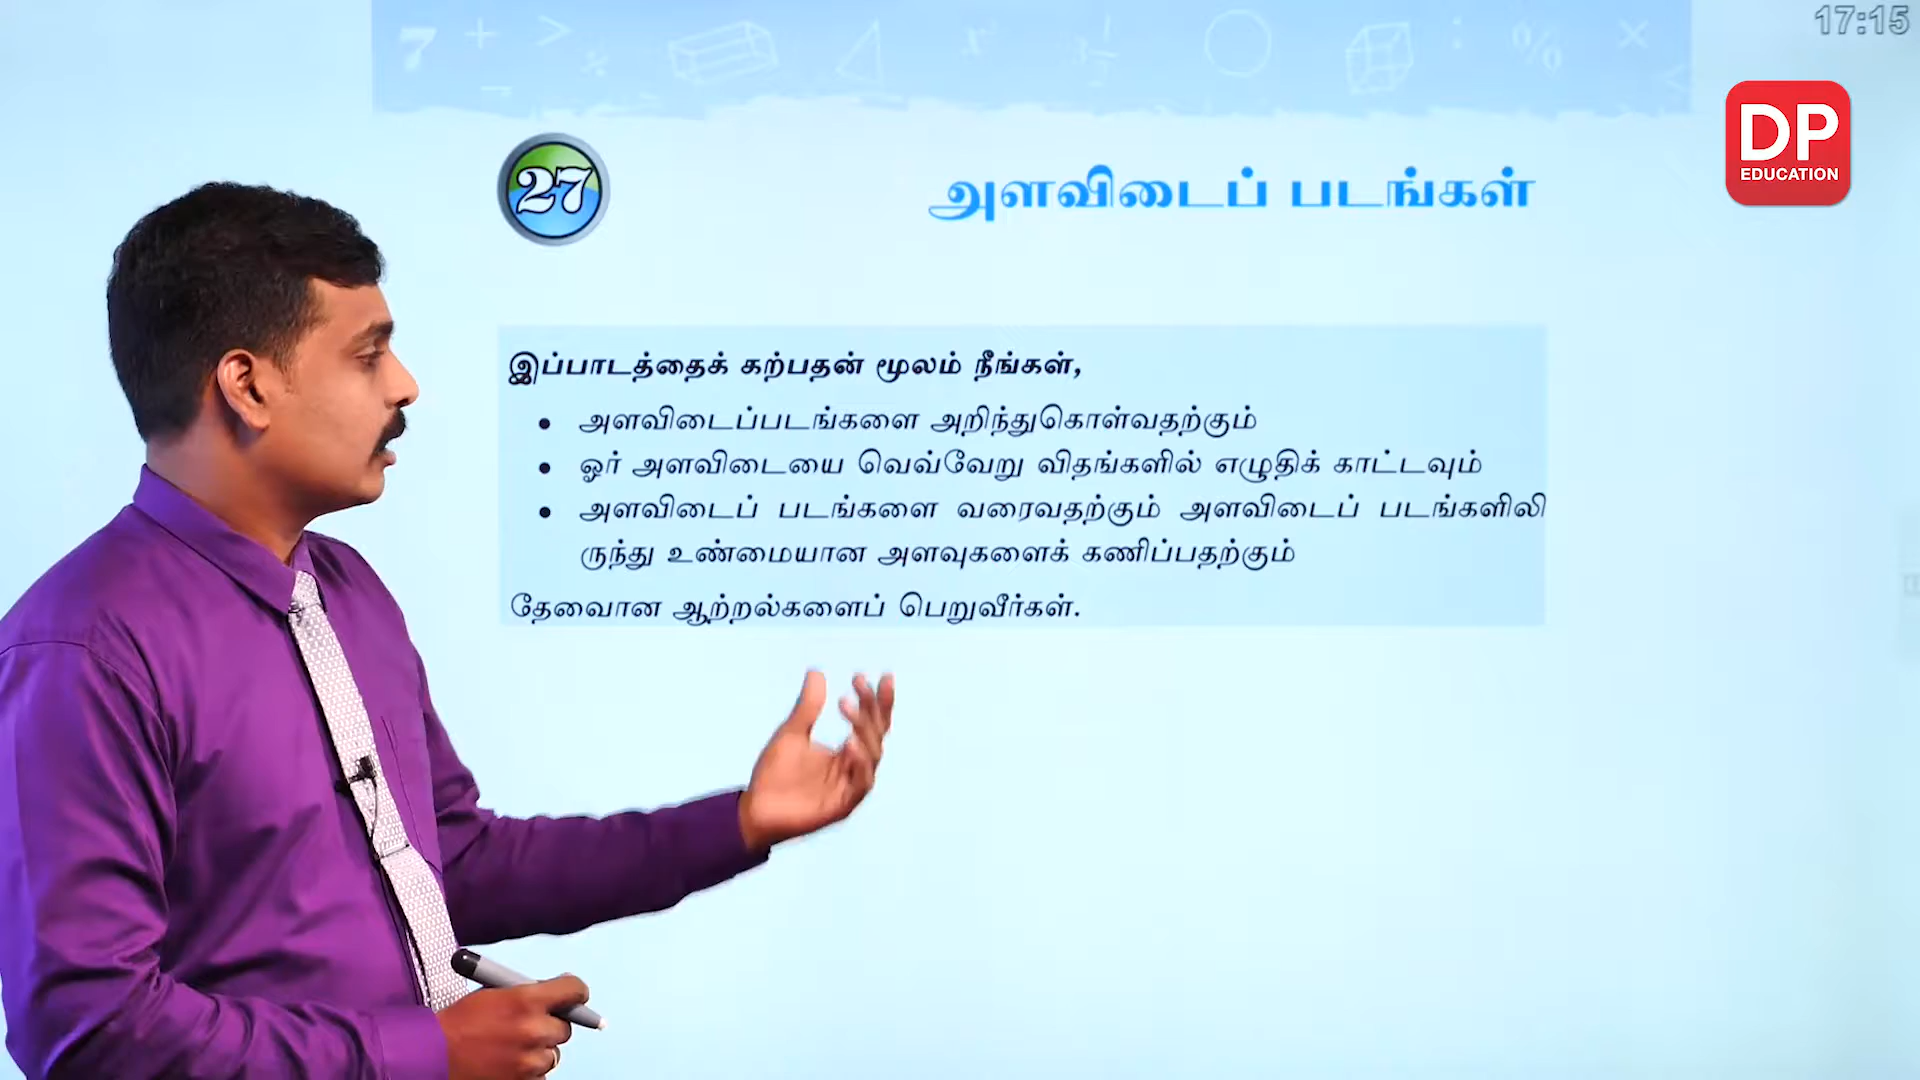 17:15
DP
EDUCATION
27
அளவிடைப் படங்கள்
இப்பாடத்தைக் கற்பதன் மூலம் நீங்கள்,
• அளவிடைப்படங்களை அறிந்துகொள்வதற்கும்
• ஓர் அளவிடையை வெவ்வேறு விதங்களில் எழுதிக் காட்டவும்
• அளவிடைப் படங்களை வரைவதற்கும் அளவிடைப் படங்களிலி
ருந்து உண்மையான அளவுகளைக் கணிப்பதற்கும்
தேவைான ஆற்றல்களைப் பெறுவீர்கள்.